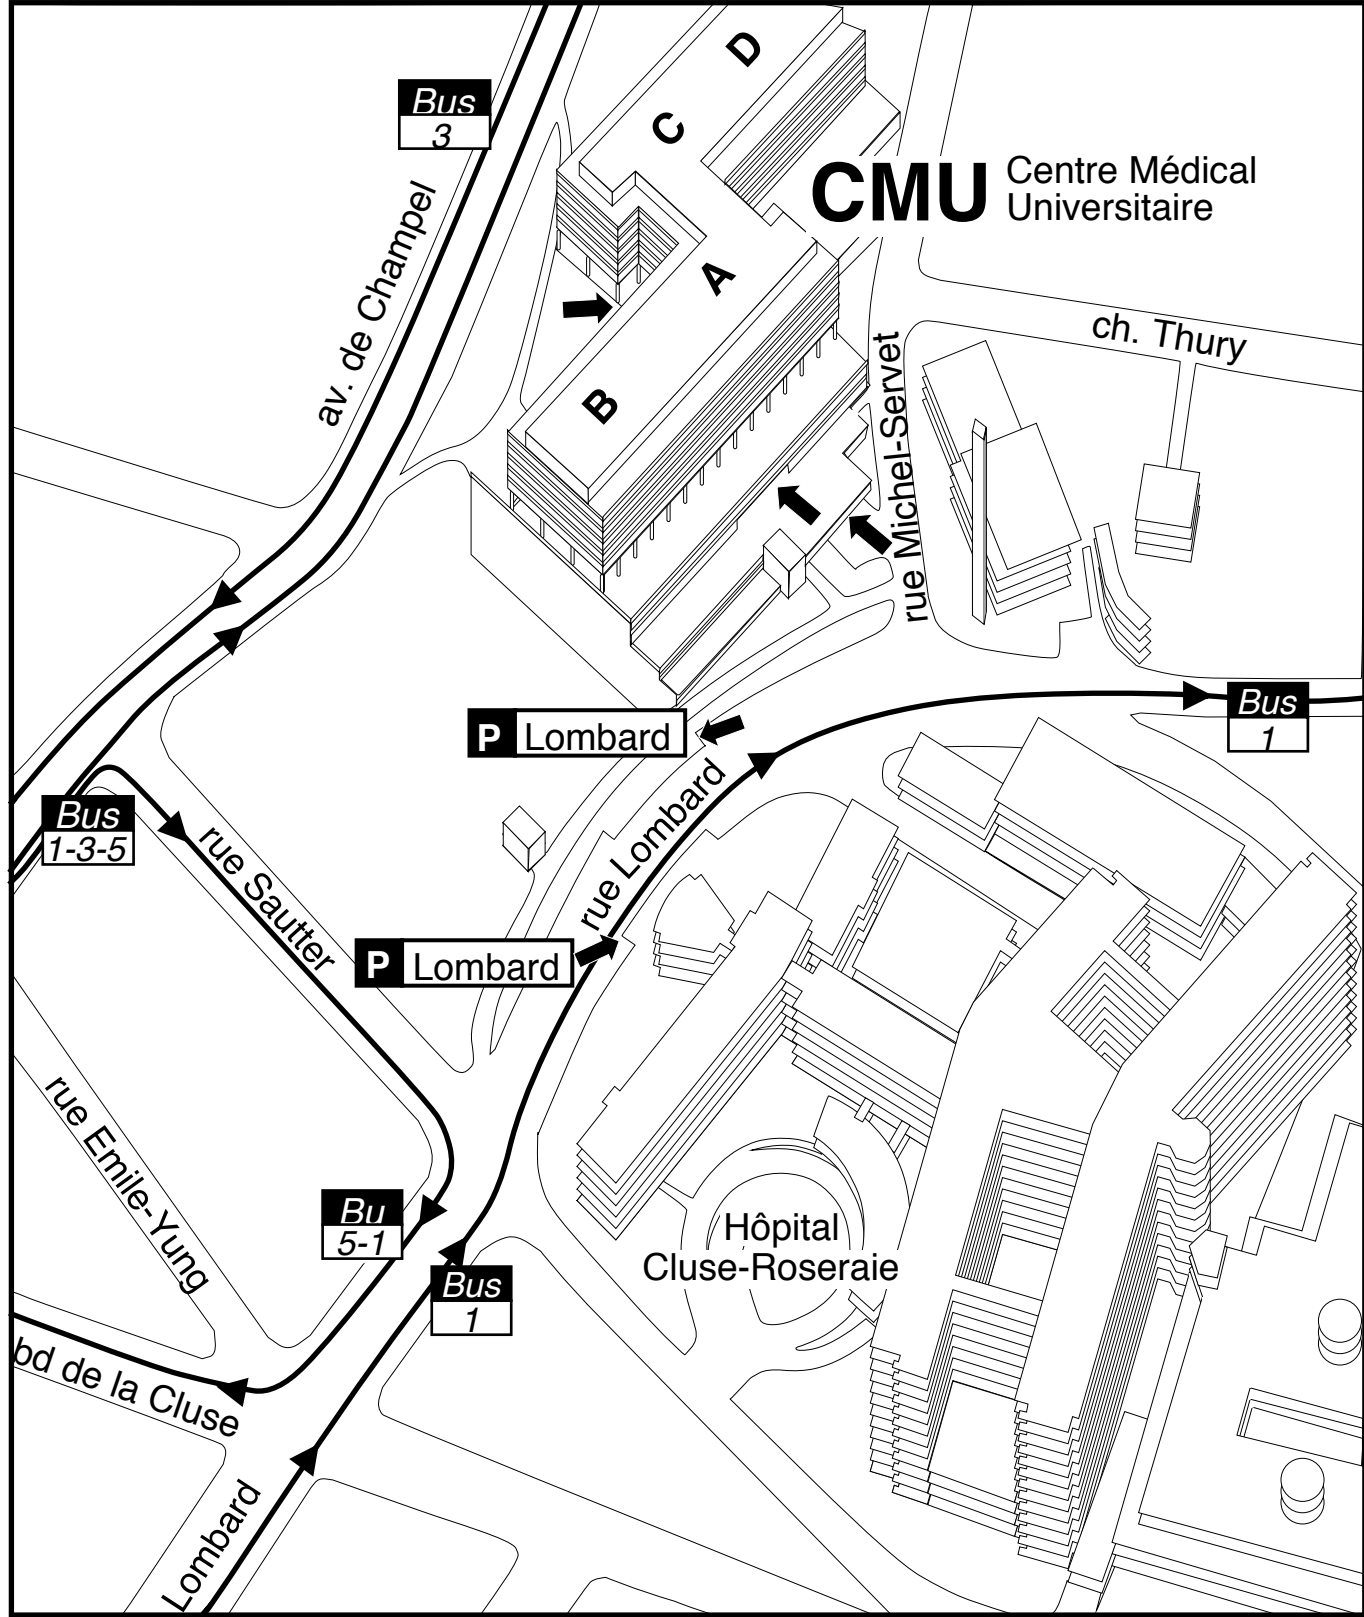 D
Bus
3
C
CMU
Centre Médical
Universitaire
av. de Champel
A
ch. Thury
B
rue Michel-Servet
Bus
1
P Lombard
rue Lombard
Bus
1-3-5
rue Sautter
P Lombard
rue Emile-Yung
Bu
5-1
Hôpital
Cluse-Roseraie
Bus
1
bd de la Cluse
Lombard